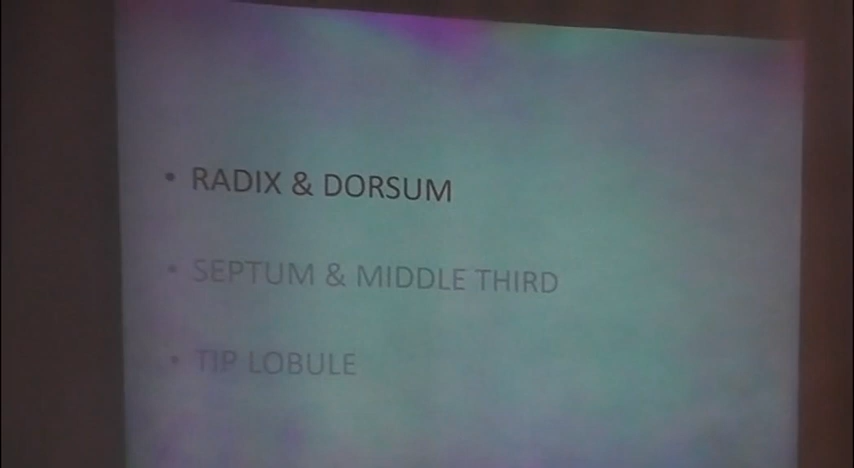 • RADIX & DORSUM
• SEPTUM & MIDDLE THIRD
• TIP LOBULE